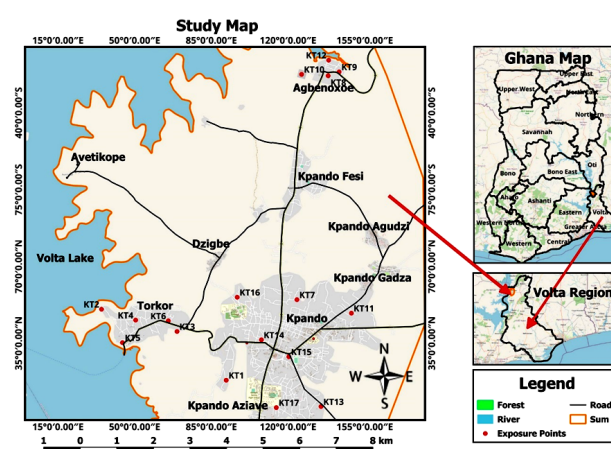 Study Map
15°0'0.00"E 50°0'0.00"E 85°0'0.00"E 120°0'0.00"E 155°0'0.00"E
40°0'0.00"S
75°0'0.00"S
70°0'0.00"N
35°0'0.00"N
KT12
KT10
KT9
KT8
Agbenoxoe
Avetikope
Kpando Fesi
Kpando Agudzi
Dzigbe
Volta Lake
Kpando Gadza
KT16
KT7
KT2
Torkor
KT4
KT6
KT3
KT11
Kpando
KT5
KT14
KT15
KT1
N
W E
S
Kpando Aziave
KT17
KT13
40°0'0.00"S
75°0'0.00"S
70°0'0.00"N
35°0'0.00"N
15°0'0.00"E 50°0'0.00"E 85°0'0.00"E 120°0'0.00"E 155°0'0.00"E
1 0 1 2 3 4 5 6 7 8 km
Ghana Map
Upper East
Upper West
North East
Northern
Savannah
Oti
Bono
Bono East
Ahafo
Ashanti
Eastern
Volta
Western North
Greater Accra
Western
Central
Volta Region
Legend
Forest
Road
River
Sum
Exposure Points